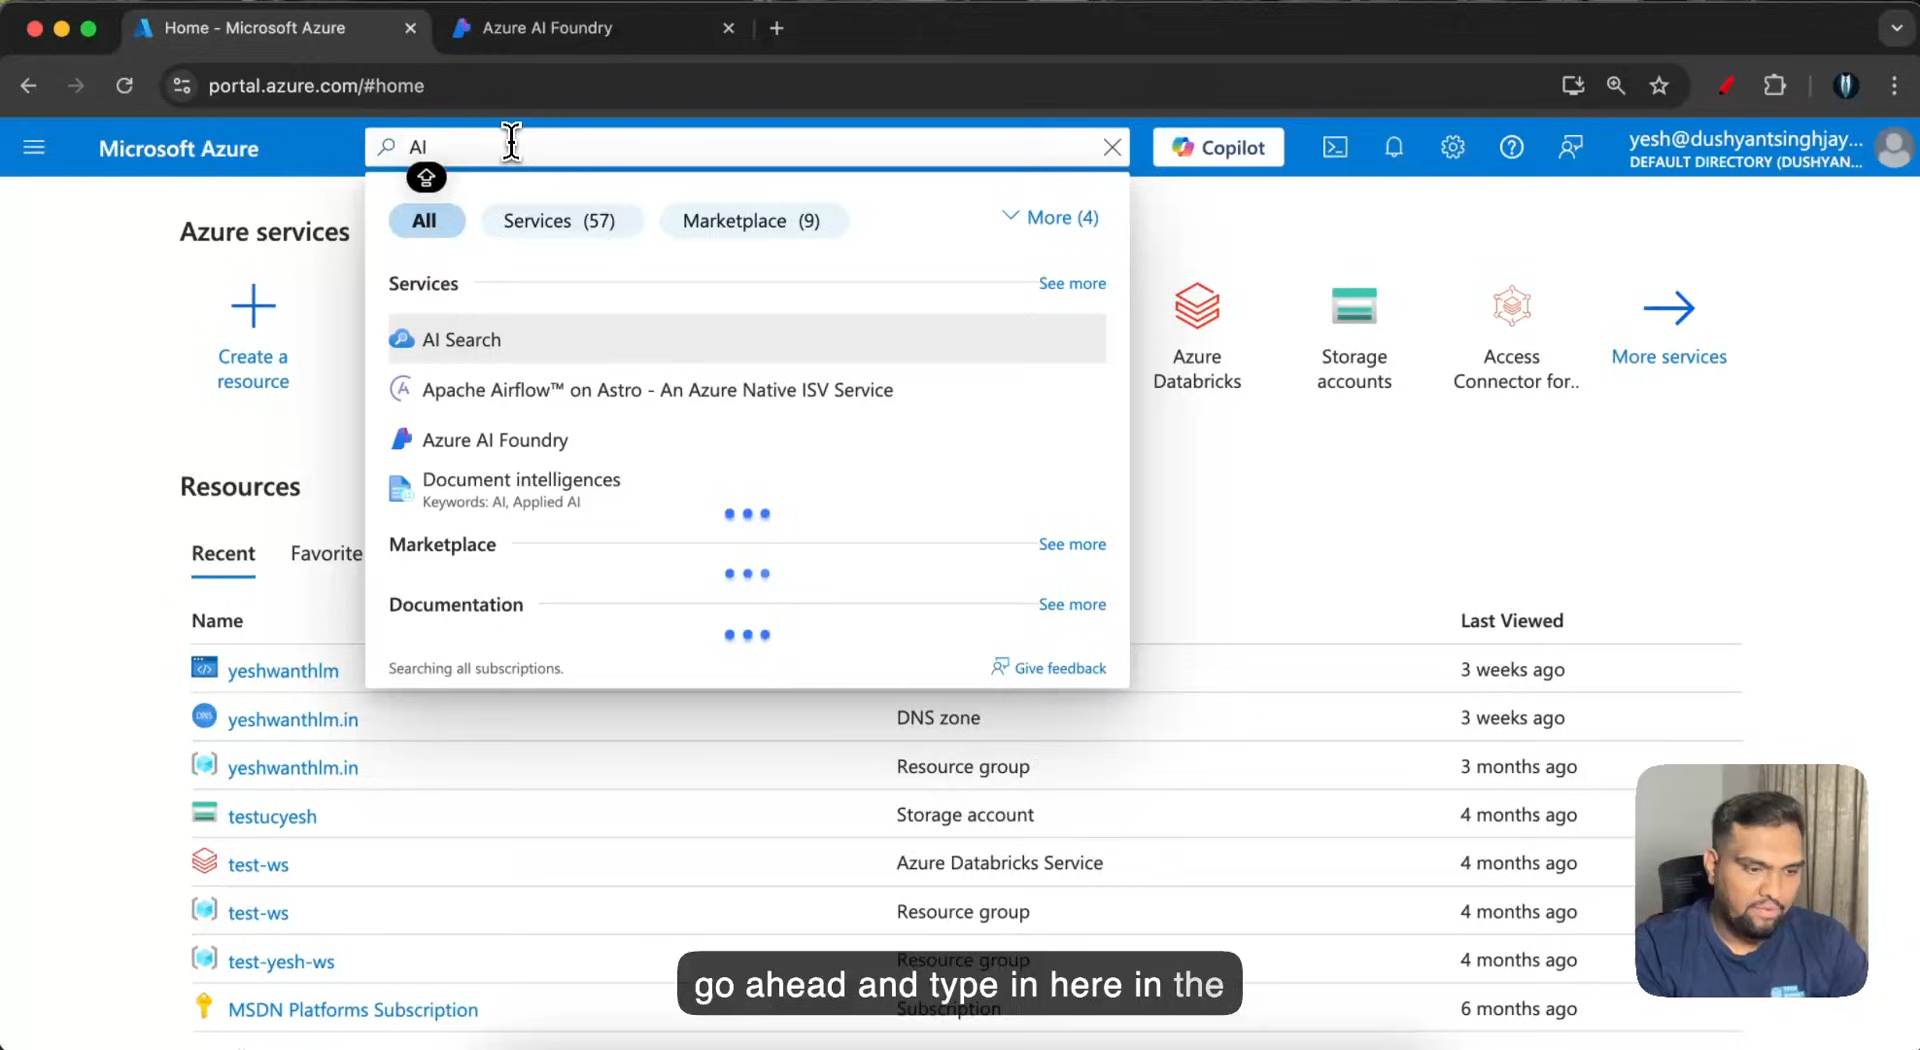 Home - Microsoft Azure
Azure AI Foundry
portal.azure.com/#home
Microsoft Azure
AI
Copilot
yesh@dushyantsinghjay...
DEFAULT DIRECTORY (DUSHYAN...
Azure services
All
Services (57)
Marketplace (9)
More (4)
Services
See more
AI Search
Apache Airflow™ on Astro - An Azure Native ISV Service
Azure AI Foundry
Document intelligences
Keywords: AI, Applied AI
Marketplace
See more
Documentation
See more
Searching all subscriptions.
Give feedback
Create a
resource
Azure
Databricks
Storage
accounts
Access
Connector for..
More services
Resources
Recent
Favorite
Name
Last Viewed
yeshwanthlm
3 weeks ago
yeshwanthlm.in
DNS zone
3 weeks ago
yeshwanthlm.in
Resource group
3 months ago
testucyesh
Storage account
4 months ago
test-ws
Azure Databricks Service
4 months ago
test-ws
Resource group
4 months ago
test-yesh-ws
Resource group
4 months ago
MSDN Platforms Subscription
Subscription
6 months ago
go ahead and type in here in the